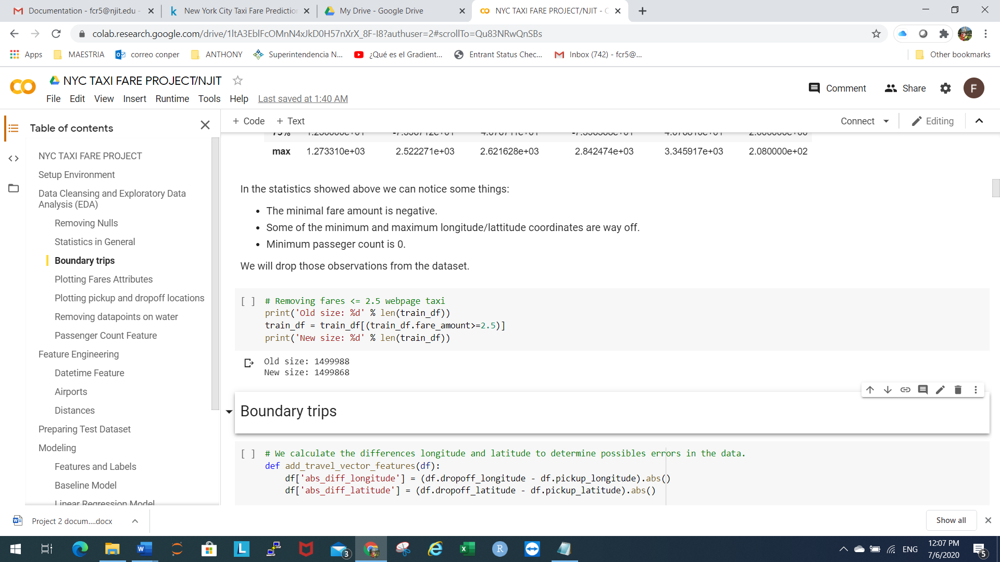 Documentation - fcr5@njit.edu -
New York City Taxi Fare Prediction
My Drive - Google Drive
NYC TAXI FARE PROJECT/NJIT - C
colab.research.google.com/drive/1ltA3EblFcOMnN4xJkD0H57nXrX_8F-I8?authuser=2#scrollTo=Qu83NRwQnSBs
Apps
MAESTRIA
correo conper
ANTHONY
Superintendencia N...
¿Qué es el Gradient...
Entrant Status Chec...
Inbox (742) - fcr5@...
Other bookmarks
NYC TAXI FARE PROJECT/NJIT
File Edit View Insert Runtime Tools Help Last saved at 1:40 AM
Comment
Share
F
Table of contents
NYC TAXI FARE PROJECT
Setup Environment
Data Cleansing and Exploratory Data
Analysis (EDA)
Removing Nulls
Statistics in General
Boundary trips
Plotting Fares Attributes
Plotting pickup and dropoff locations
Removing datapoints on water
Passenger Count Feature
Feature Engineering
Datetime Feature
Airports
Distances
Preparing Test Dataset
Modeling
Features and Labels
Baseline Model
Linear Regression Model
+ Code + Text
Connect
Editing
max 1.273310e+03 2.522271e+03 2.621628e+03 2.842474e+03 3.345917e+03 2.080000e+02
In the statistics showed above we can notice some things:
• The minimal fare amount is negative.
• Some of the minimum and maximum longitude/lattitude coordinates are way off.
• Minimum passeger count is 0.
We will drop those observations from the dataset.
[ ] # Removing fares <= 2.5 webpage taxi
print('Old size: %d' % len(train_df))
train_df = train_df[(train_df.fare_amount>=2.5)]
print('New size: %d' % len(train_df))
Old size: 1499988
New size: 1499868
Boundary trips
[ ] # We calculate the differences longitude and latitude to determine possibles errors in the data.
def add_travel_vector_features(df):
df['abs_diff_longitude'] = (df.dropoff_longitude - df.pickup_longitude).abs()
df['abs_diff_latitude'] = (df.dropoff_latitude - df.pickup_latitude).abs()
Project 2 docum....docx
Show all
3
ENG
12:07 PM
7/6/2020
5